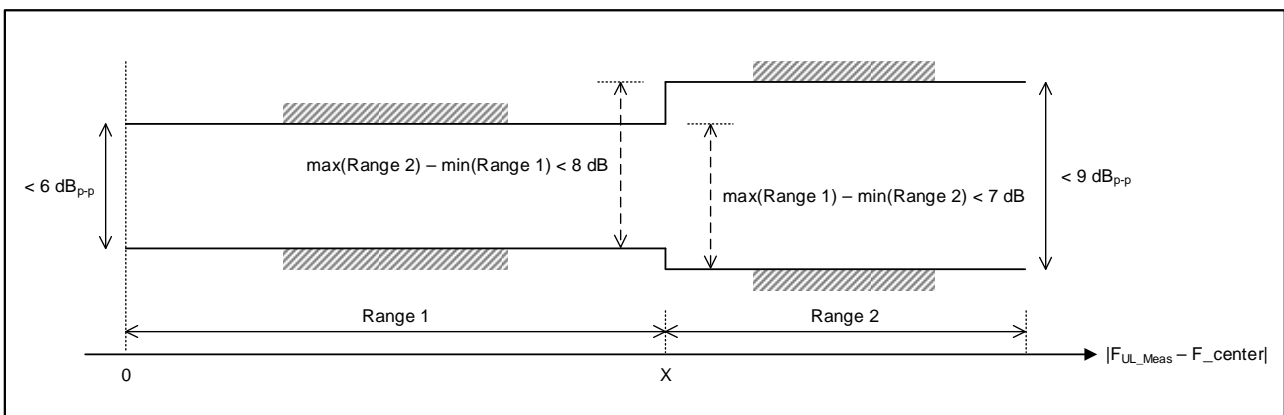 max(Range 2) – min(Range 1) < 8 dB
< 6 dBp-p
max(Range 1) – min(Range 2) < 7 dB
< 9 dBp-p
Range 1
Range 2
|FUL_Meas – F_center|
0
X